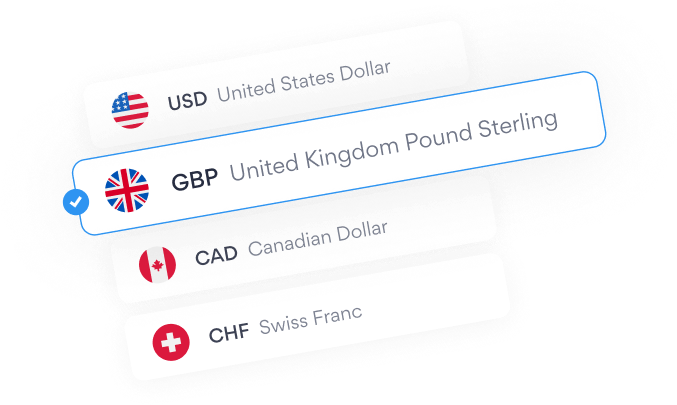 USD United States Dollar
GBP United Kingdom Pound Sterling
CAD Canadian Dollar
CHF Swiss Franc